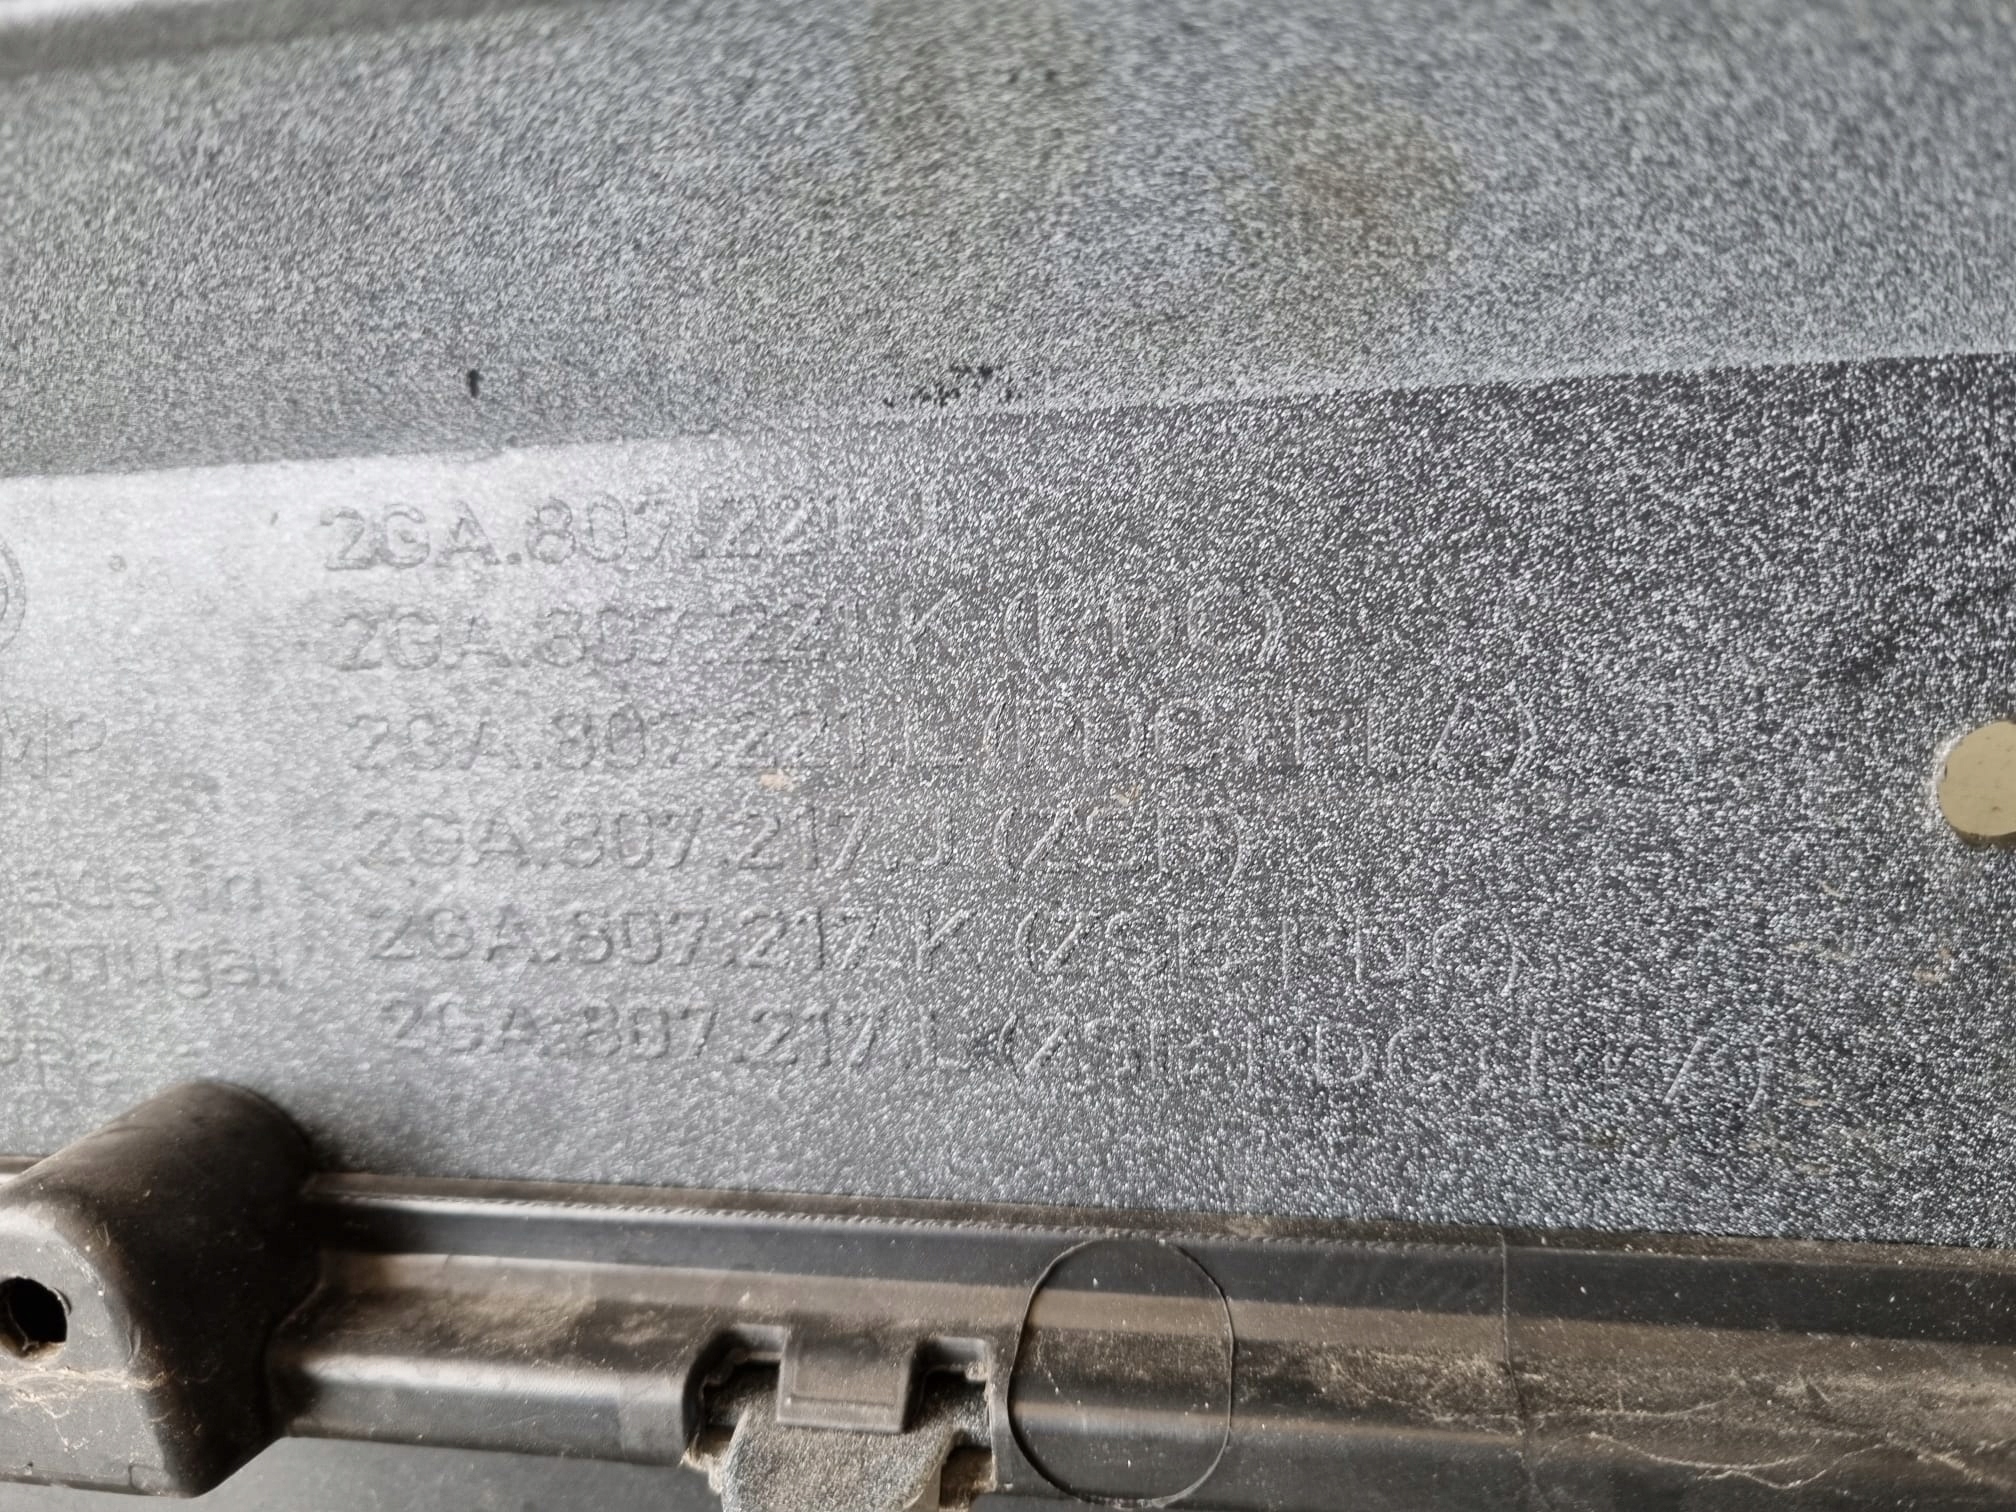 2GA.807.221.J
2GA.807.221.K (PDC)
2GA.807.221.L (PDC+PLA)
2GA.807.217.J (ZSB)
2GA.807.217.K (ZSB PDC)
2GA.807.217.L (ZSB PDC+PLA)
in